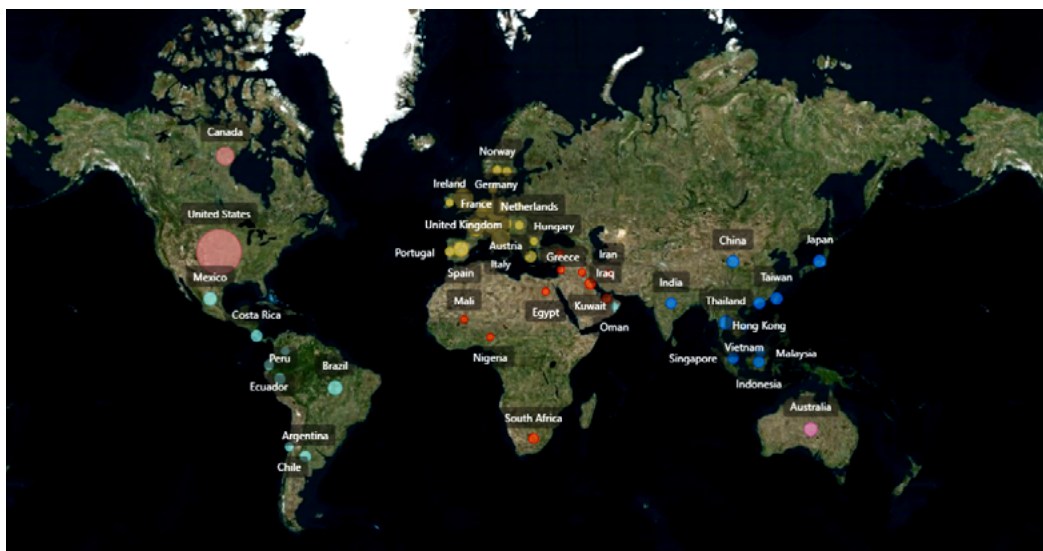 Canada
Norway
Ireland
Germany
France
Netherlands
United States
United Kingdom
Hungary
Portugal
Austria
Greece
Iran
China
Japan
Italy
Spain
Iraq
Mexico
India
Taiwan
Mali
Thailand
Costa Rica
Egypt
Kuwait
Oman
Hong Kong
Nigeria
Vietnam
Peru
Singapore
Malaysia
Brazil
Ecuador
Indonesia
South Africa
Australia
Argentina
Chile